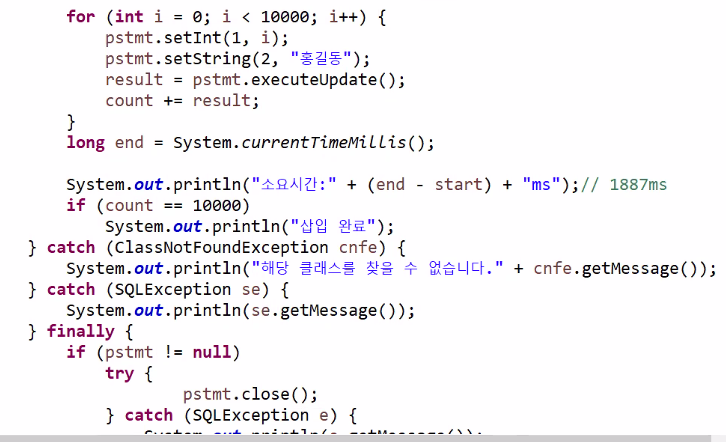 for (int i = 0; i < 10000; i++) {
pstmt.setInt(1, i);
pstmt.setString(2, "홍길동");
result = pstmt.executeUpdate();
count += result;
}
long end = System.currentTimeMillis();
System.out.println("소요시간:" + (end - start) + "ms");// 1887ms
if (count == 10000)
System.out.println("삽입 완료");
} catch (ClassNotFoundException cnfe) {
System.out.println("해당 클래스를 찾을 수 없습니다." + cnfe.getMessage());
} catch (SQLException se) {
System.out.println(se.getMessage());
} finally {
if (pstmt != null)
try {
pstmt.close();
} catch (SQLException e) {
System.out.println(e.getMessage());